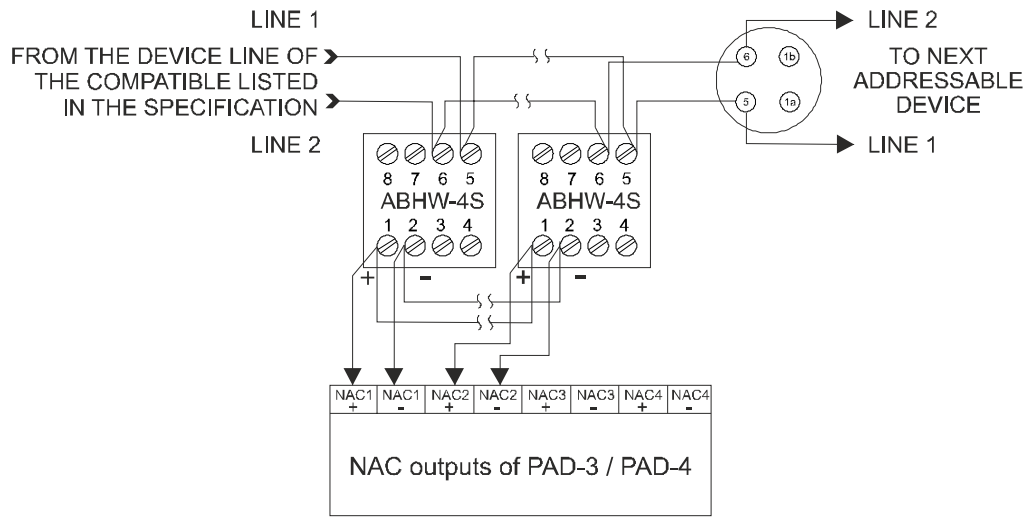 LINE 1
FROM THE DEVICE LINE OF
THE COMPATIBLE LISTED
IN THE SPECIFICATION
LINE 2
LINE 2
TO NEXT
ADDRESSABLE
DEVICE
LINE 1
6 1b
5 1a
8 7 6 5
ABHW-4S
1 2 3 4
+ -
8 7 6 5
ABHW-4S
1 2 3 4
+ -
NAC1 NAC1 NAC2 NAC2 NAC3 NAC3 NAC4 NAC4
+ - + - + - + -
NAC outputs of PAD-3 / PAD-4